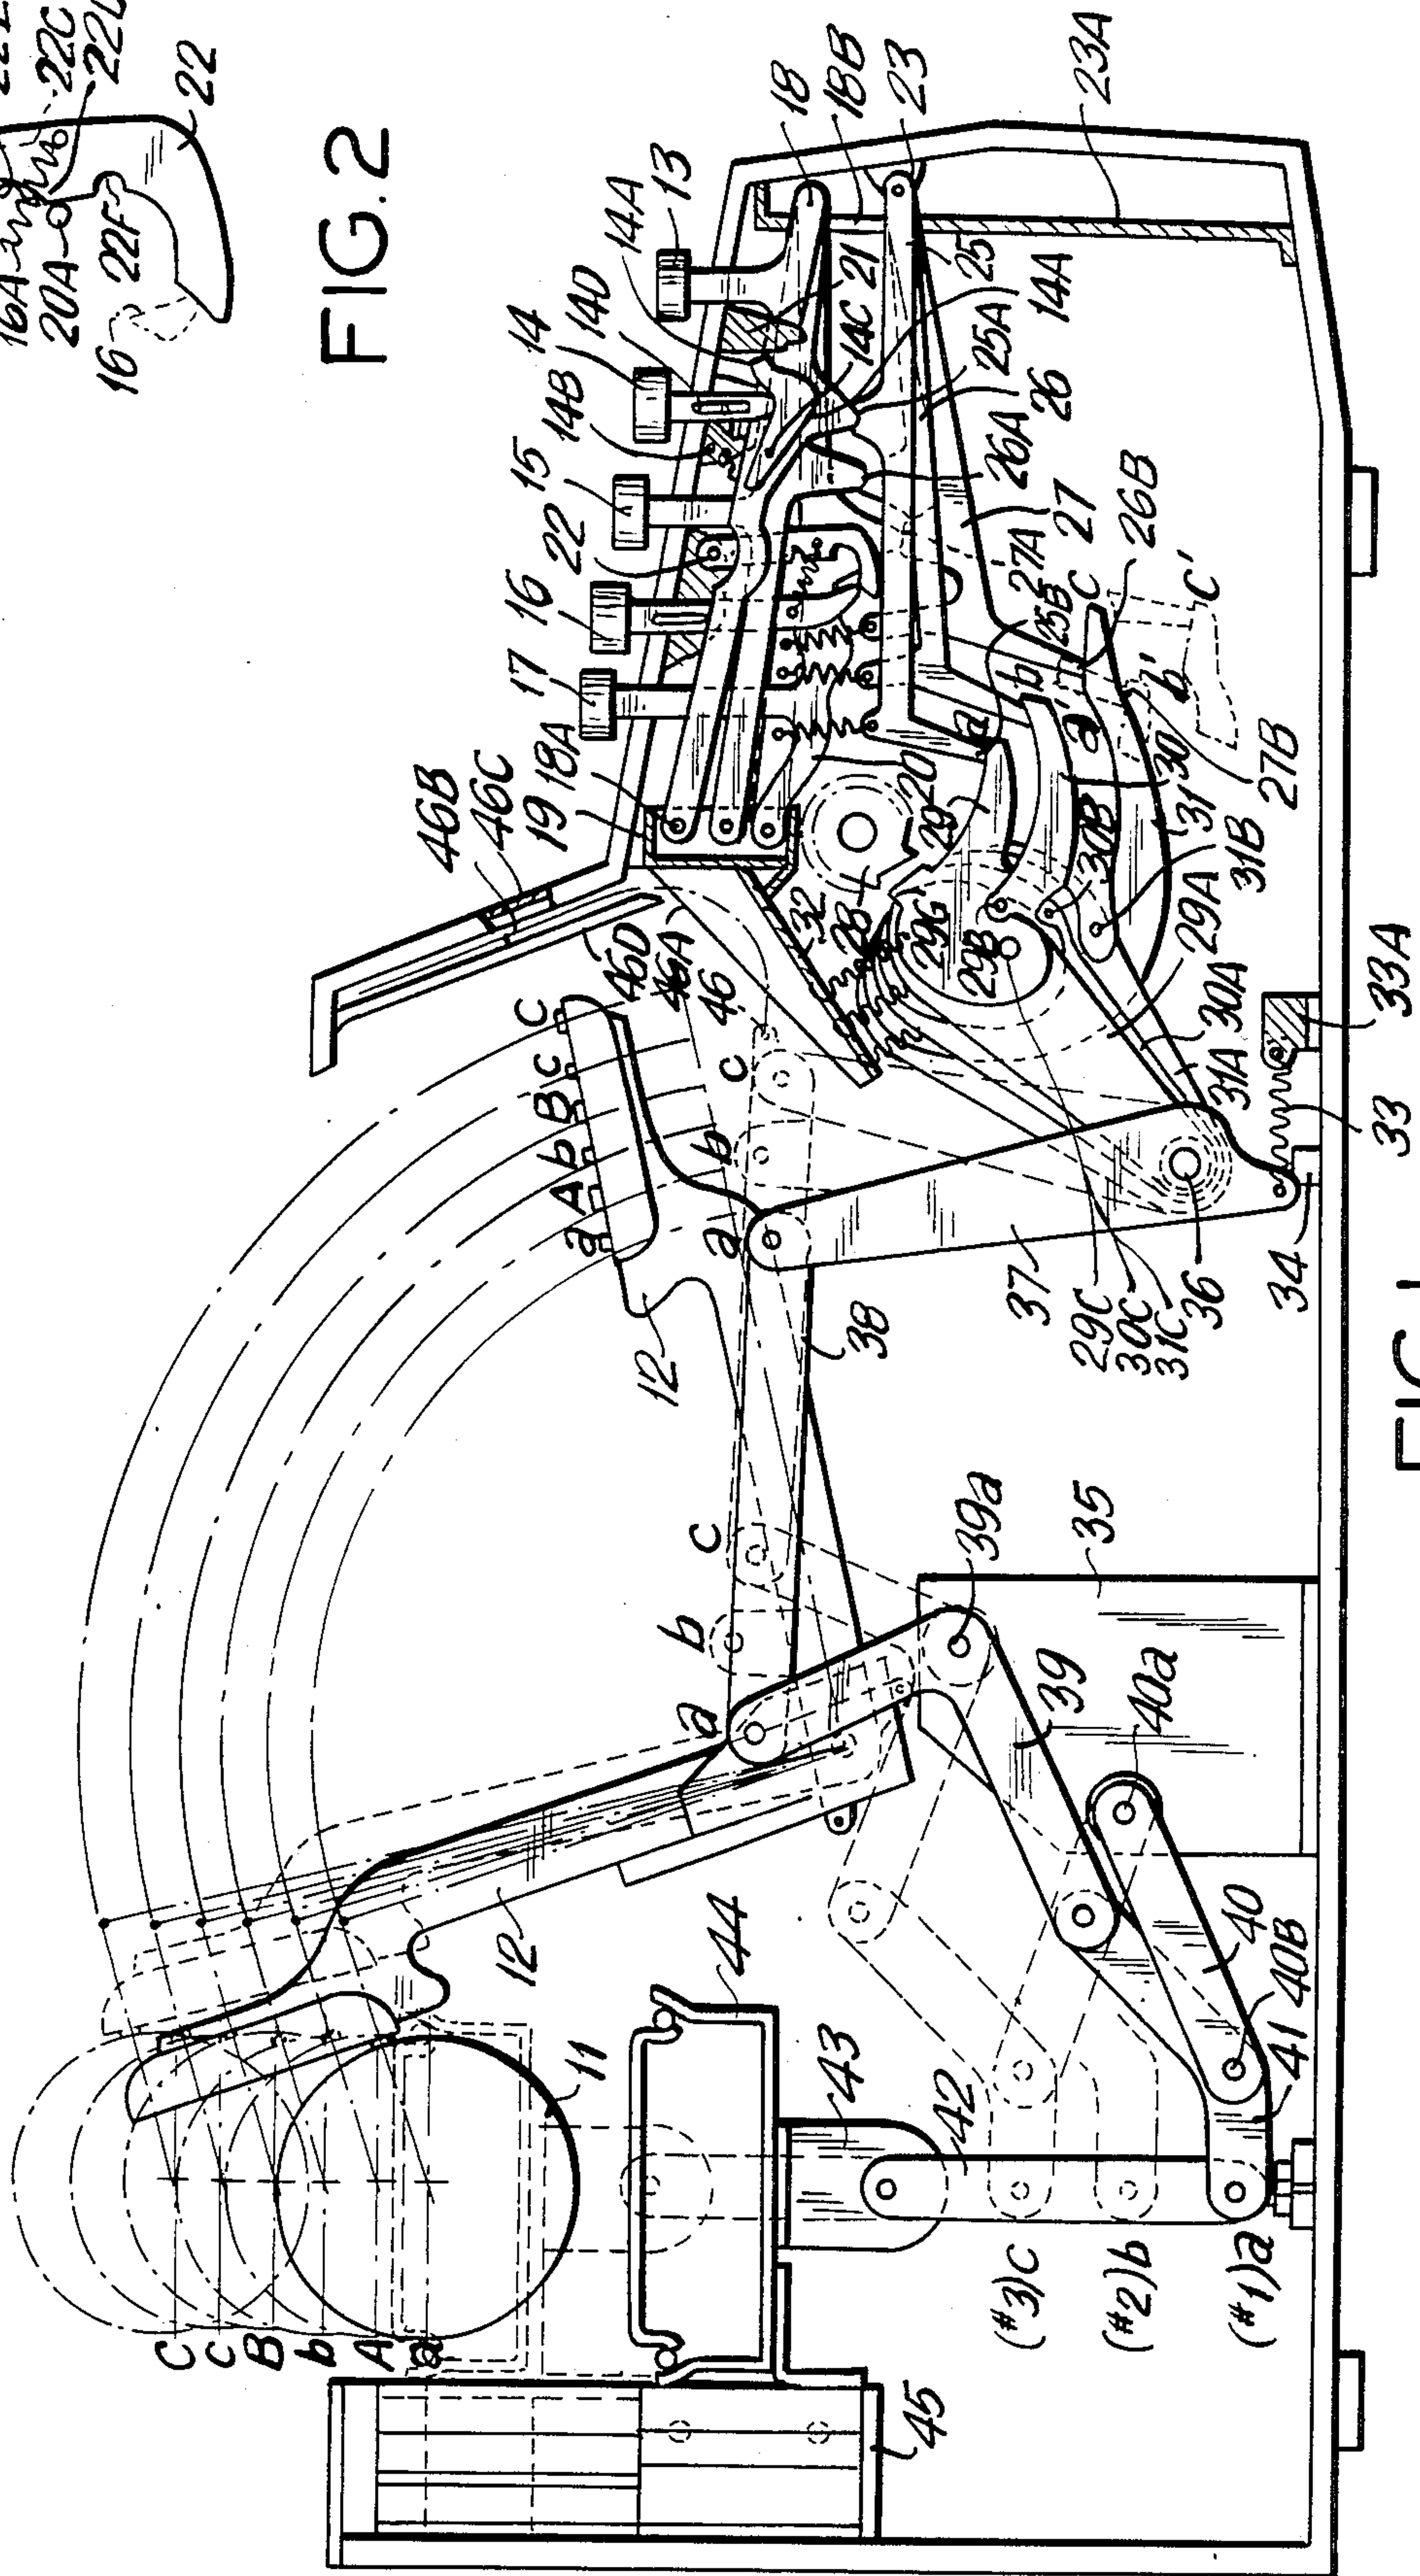 16A
20A
22F
16
22C
22
FIG.2
18
18B
23
23A
13
14A
14
14D
14B
15
22
16
17
14C
21
25
14A
25A
26
26A
27
27A
25B
26B
a
b
c
a'
b'
c'
27B
46B
46C
19
18A
20
29
28
32
29G
29B
30
30B
31
31B
29A
30A
31A
33A
33
34
46D
46A
46
C
c
B
b
A
a
c
b
a
12
38
37
29C
30C
31C
36
c
b
a
39a
35
39
40a
40
40B
41
12
44
11
43
42
(#3)c
(#2)b
(#1)a
C
c
B
b
A
a
45